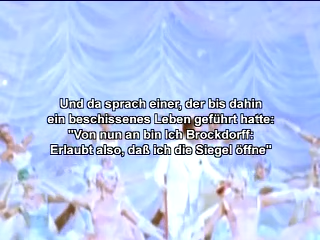 Und da sprach einer, der bis dahin
ein beschissenes Leben geführt hatte:
"Von nun an bin Ich Brockdorff:
Erlaubt also, daß ich die Siegel öffne"